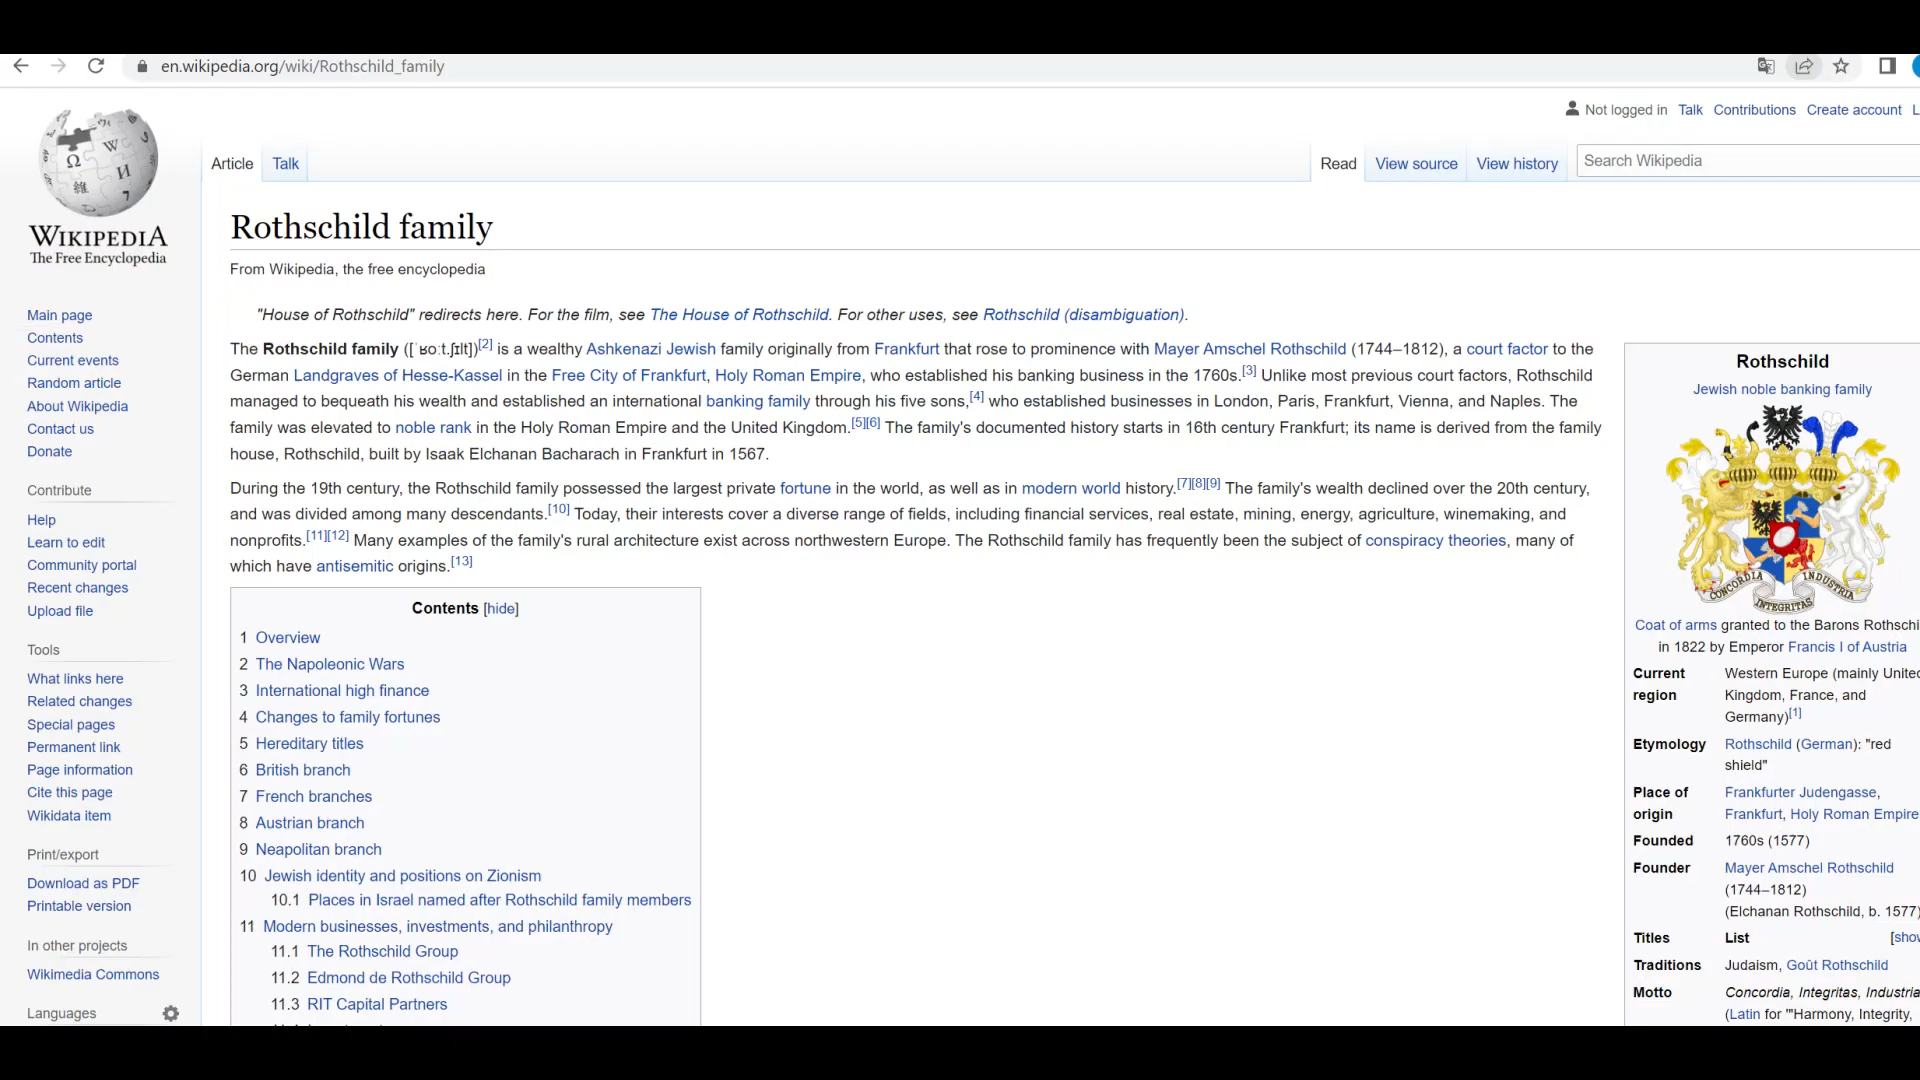 en.wikipedia.org/wiki/Rothschild_family
Not logged in Talk Contributions Create account L
Article Talk Read View source View history Search Wikipedia
WIKIPEDIA
The Free Encyclopedia
Main page
Contents
Current events
Random article
About Wikipedia
Contact us
Donate
Contribute
Help
Learn to edit
Community portal
Recent changes
Upload file
Tools
What links here
Related changes
Special pages
Permanent link
Page information
Cite this page
Wikidata item
Print/export
Download as PDF
Printable version
In other projects
Wikimedia Commons
Languages
Rothschild family
From Wikipedia, the free encyclopedia
"House of Rothschild" redirects here. For the film, see The House of Rothschild. For other uses, see Rothschild (disambiguation).
The Rothschild family ([ˈʁoːt.ʃɪlt])[2] is a wealthy Ashkenazi Jewish family originally from Frankfurt that rose to prominence with Mayer Amschel Rothschild (1744–1812), a court factor to the
German Landgraves of Hesse-Kassel in the Free City of Frankfurt, Holy Roman Empire, who established his banking business in the 1760s.[3] Unlike most previous court factors, Rothschild
managed to bequeath his wealth and established an international banking family through his five sons,[4] who established businesses in London, Paris, Frankfurt, Vienna, and Naples. The
family was elevated to noble rank in the Holy Roman Empire and the United Kingdom.[5][6] The family's documented history starts in 16th century Frankfurt; its name is derived from the family
house, Rothschild, built by Isaak Elchanan Bacharach in Frankfurt in 1567.
During the 19th century, the Rothschild family possessed the largest private fortune in the world, as well as in modern world history.[7][8][9] The family's wealth declined over the 20th century,
and was divided among many descendants.[10] Today, their interests cover a diverse range of fields, including financial services, real estate, mining, energy, agriculture, winemaking, and
nonprofits.[11][12] Many examples of the family's rural architecture exist across northwestern Europe. The Rothschild family has frequently been the subject of conspiracy theories, many of
which have antisemitic origins.[13]
Contents [hide]
1 Overview
2 The Napoleonic Wars
3 International high finance
4 Changes to family fortunes
5 Hereditary titles
6 British branch
7 French branches
8 Austrian branch
9 Neapolitan branch
10 Jewish identity and positions on Zionism
10.1 Places in Israel named after Rothschild family members
11 Modern businesses, investments, and philanthropy
11.1 The Rothschild Group
11.2 Edmond de Rothschild Group
11.3 RIT Capital Partners
Rothschild
Jewish noble banking family
CONCORDIA INTEGRITAS INDUSTRIA
Coat of arms granted to the Barons Rothschi
in 1822 by Emperor Francis I of Austria
Current region Western Europe (mainly United
Kingdom, France, and
Germany)[1]
Etymology Rothschild (German): "red
shield"
Place of origin Frankfurter Judengasse,
Frankfurt, Holy Roman Empire
Founded 1760s (1577)
Founder Mayer Amschel Rothschild
(1744–1812)
(Elchanan Rothschild, b. 1577)
Titles List [show
Traditions Judaism, Goût Rothschild
Motto Concordia, Integritas, Industria
(Latin for "'Harmony, Integrity,